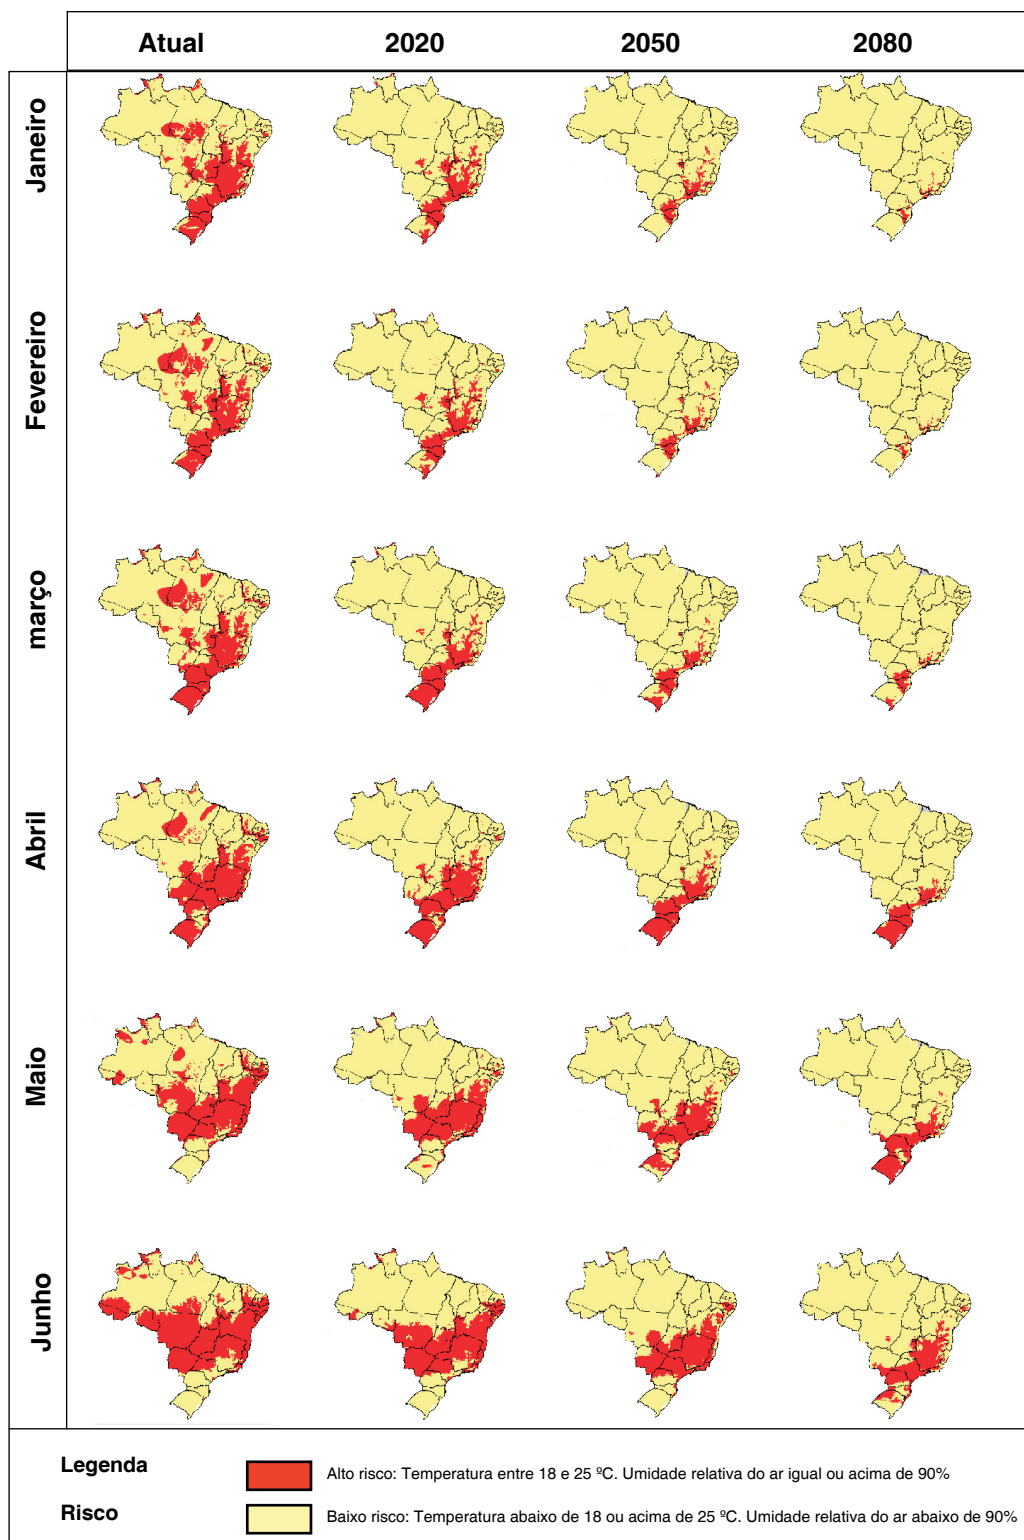 Atual 2020 2050 2080
Janeiro
Fevereiro
março
Abril
Maio
Junho
Legenda
Alto risco: Temperatura entre 18 e 25 ºC. Umidade relativa do ar igual ou acima de 90%
Risco
Baixo risco: Temperatura abaixo de 18 ou acima de 25 ºC. Umidade relativa do ar abaixo de 90%